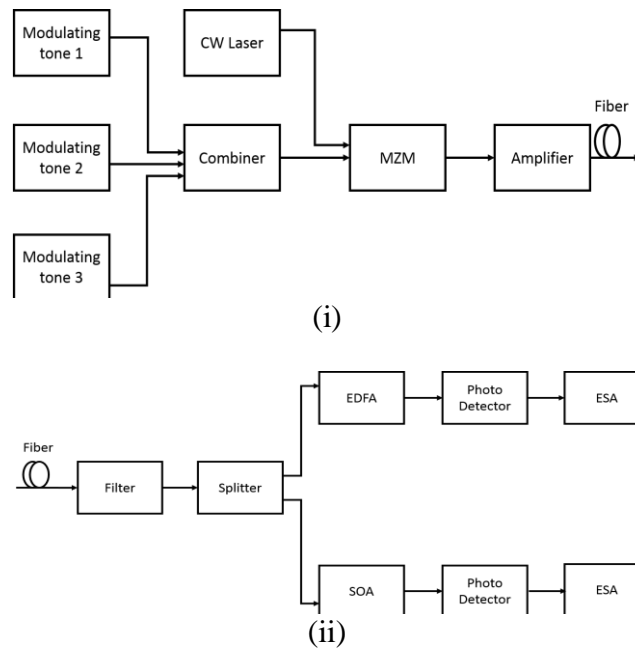 Modulating
tone 1
CW Laser
Fiber
Modulating
tone 2
Combiner
MZM
Amplifier
Modulating
tone 3
(i)
EDFA
Photo
Detector
ESA
Fiber
Filter
Splitter
SOA
Photo
Detector
ESA
(ii)